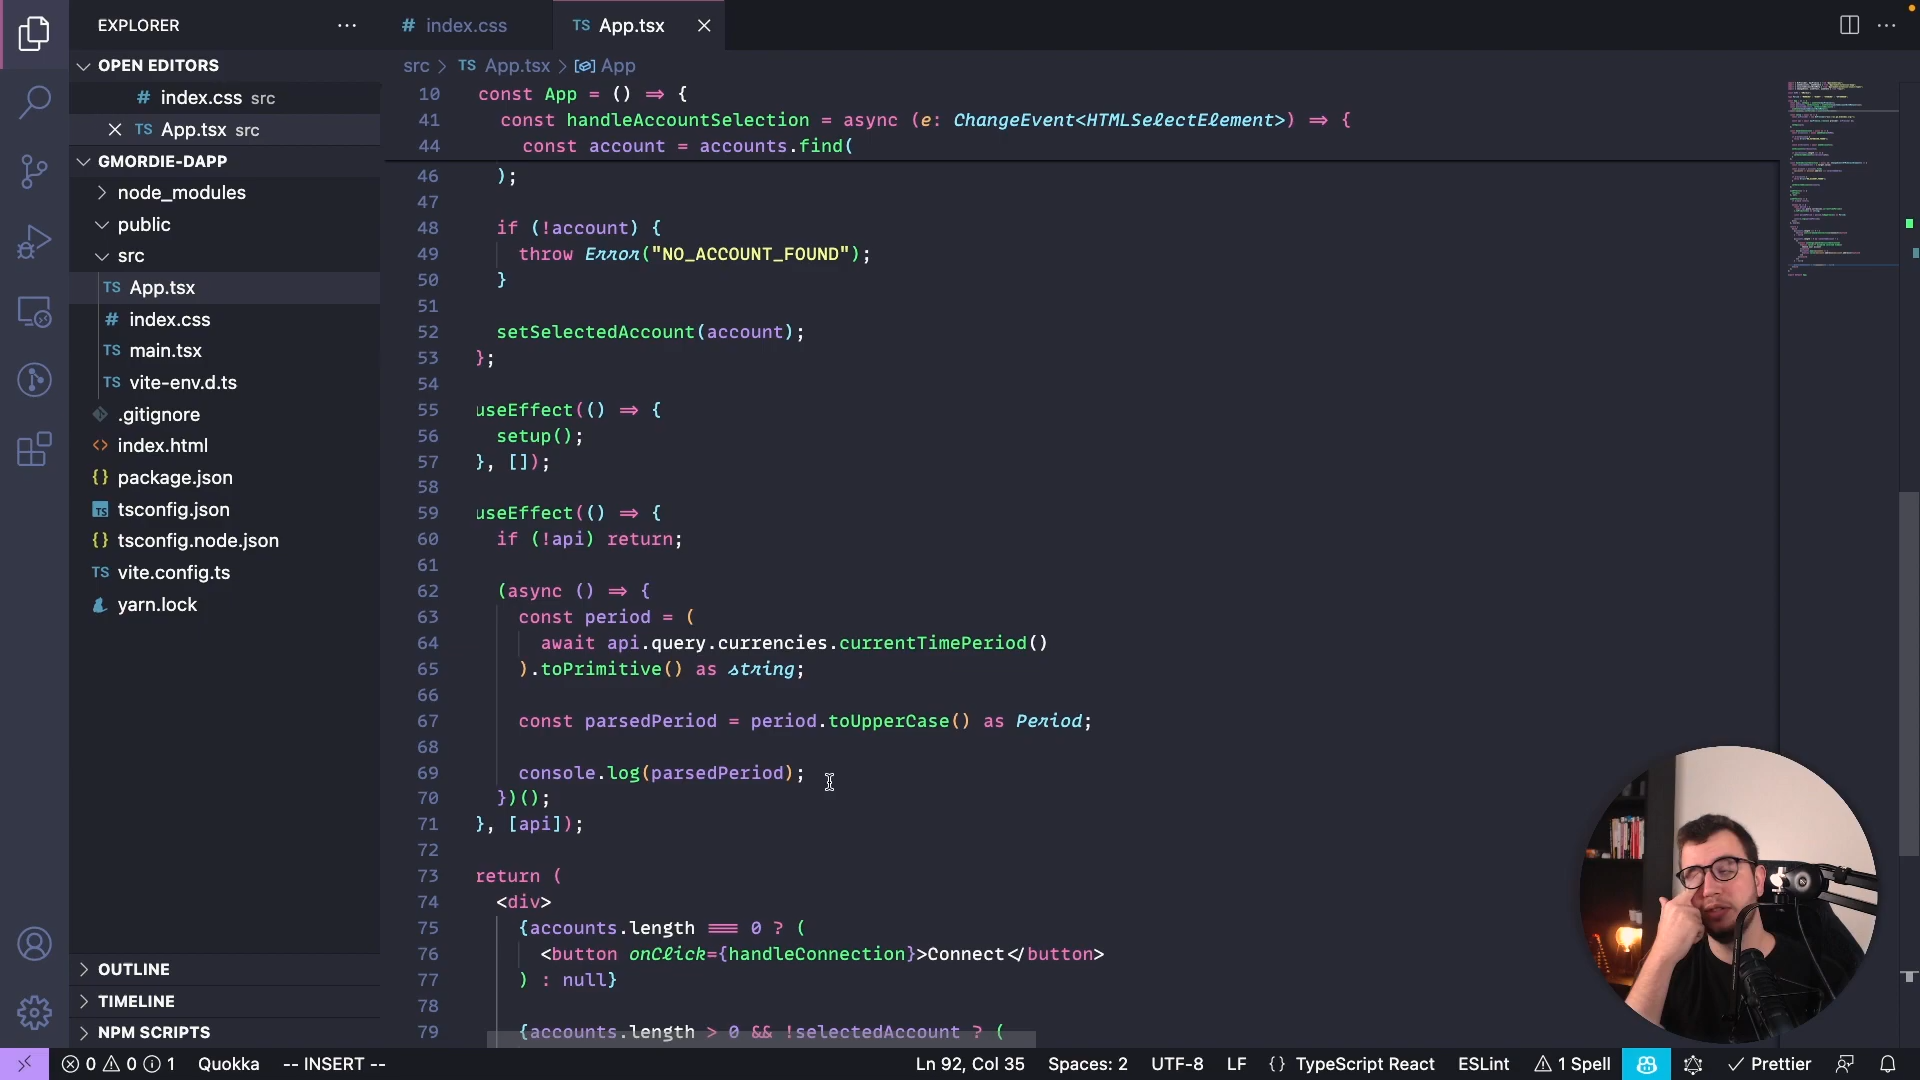 EXPLORER
# index.css
TS App.tsx
OPEN EDITORS
# index.css src
TS App.tsx src
GMORDIE-DAPP
node_modules
public
src
TS App.tsx
# index.css
TS main.tsx
TS vite-env.d.ts
.gitignore
<> index.html
{} package.json
TS tsconfig.json
{} tsconfig.node.json
TS vite.config.ts
yarn.lock
OUTLINE
TIMELINE
NPM SCRIPTS
src > TS App.tsx > App
10 const App = () => {
41 const handleAccountSelection = async (e: ChangeEvent<HTMLSelectElement>) => {
44 const account = accounts.find(
46 );
47
48 if (!account) {
49 throw Error("NO_ACCOUNT_FOUND");
50 }
51
52 setSelectedAccount(account);
53 };
54
55 useEffect(() => {
56 setup();
57 }, []);
58
59 useEffect(() => {
60 if (!api) return;
61
62 (async () => {
63 const period = (
64 await api.query.currencies.currentTimePeriod()
65 ).toPrimitive() as string;
66
67 const parsedPeriod = period.toUpperCase() as Period;
68
69 console.log(parsedPeriod);
70 })();
71 }, [api]);
72
73 return (
74 <div>
75 {accounts.length === 0 ? (
76 <button onClick={handleConnection}>Connect</button>
77 ) : null}
78
79 {accounts.length > 0 && !selectedAccount ? (
0 0 1 Quokka -- INSERT -- Ln 92, Col 35 Spaces: 2 UTF-8 LF {} TypeScript React ESLint 1 Spell Prettier